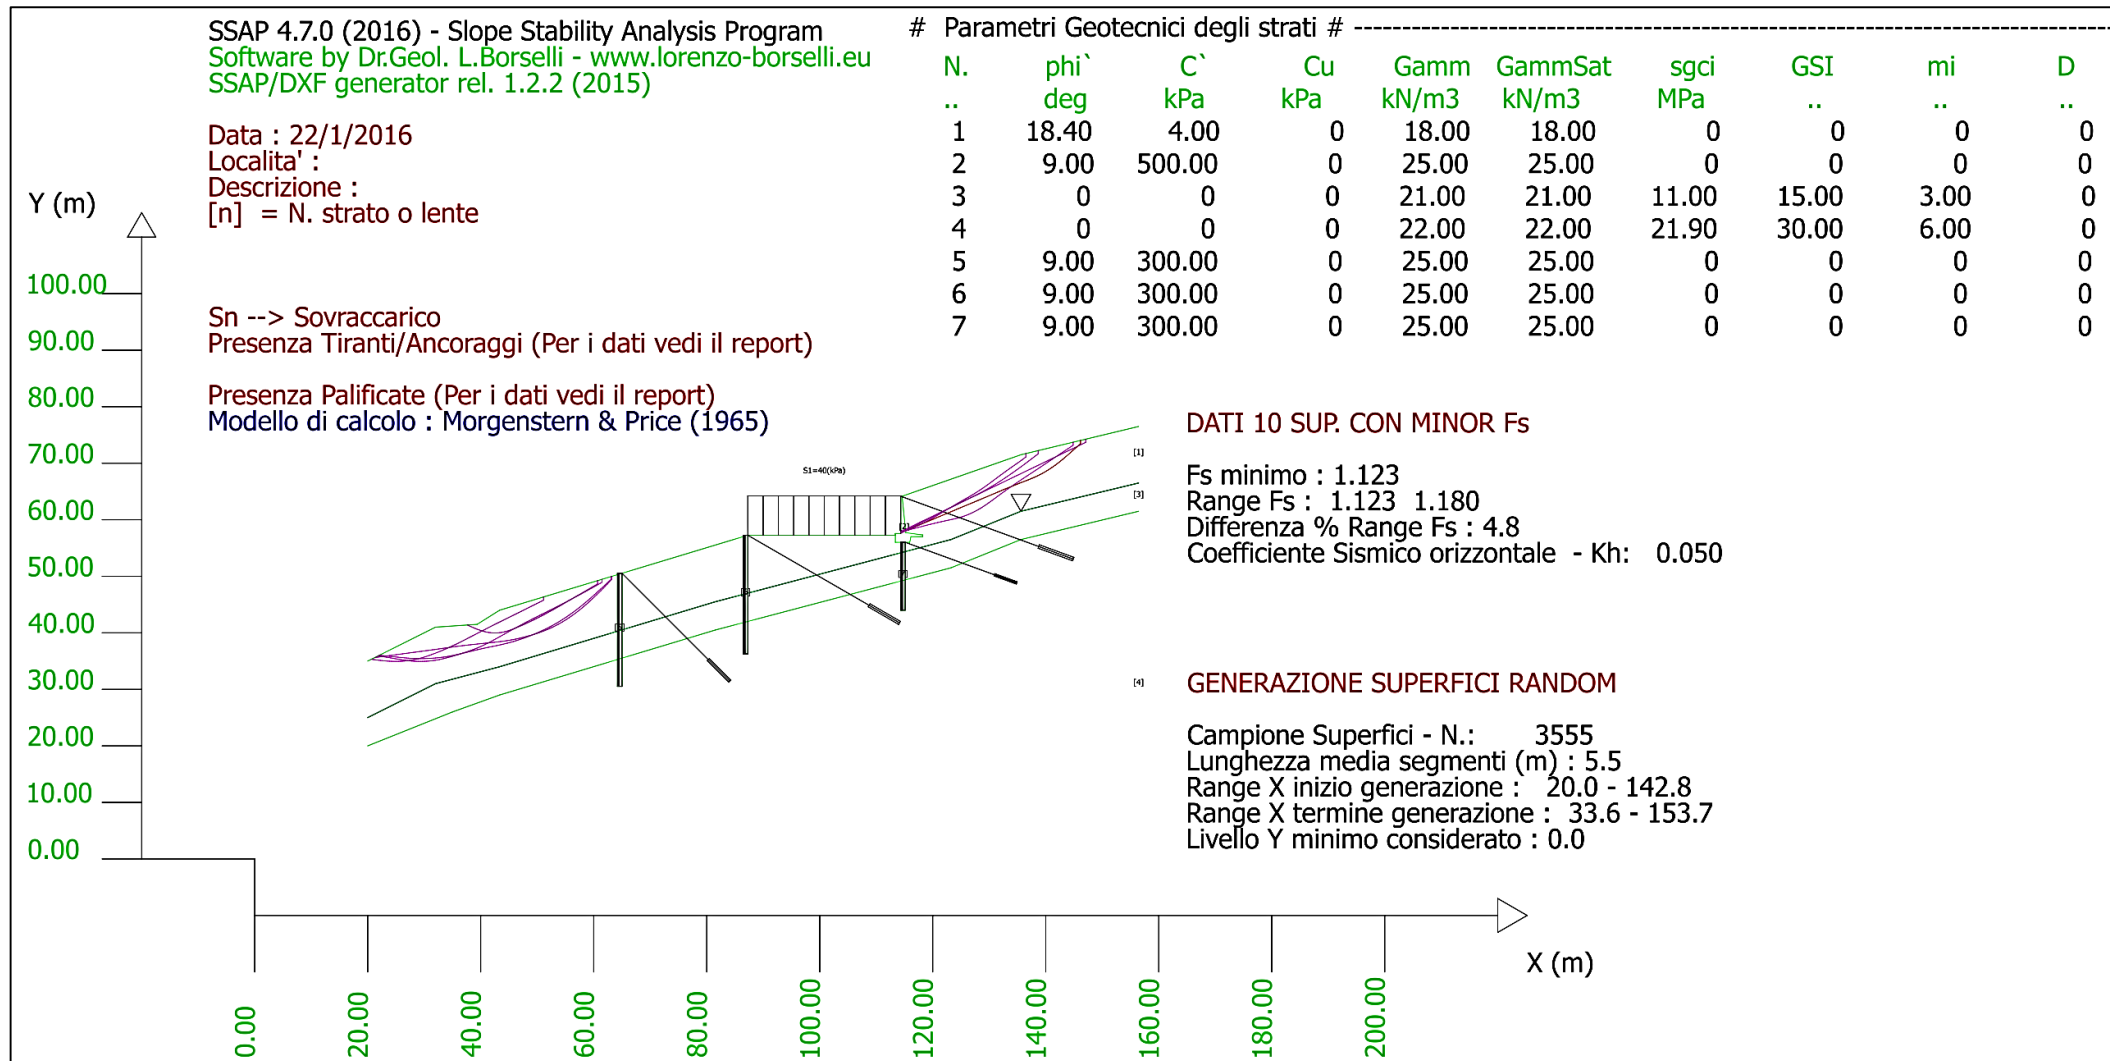 SSAP 4.7.0 (2016) - Slope Stability Analysis Program
Software by Dr.Geol. L.Borselli - www.lorenzo-borselli.eu
SSAP/DXF generator rel. 1.2.2 (2015)
Data : 22/1/2016
Localita' :
Descrizione :
[n] = N. strato o lente
Sn --> Sovraccarico
Presenza Tiranti/Ancoraggi (Per i dati vedi il report)
Presenza Palificate (Per i dati vedi il report)
Modello di calcolo : Morgenstern & Price (1965)
# Parametri Geotecnici degli strati # ------------------------------------------------------------
N. phi` C` Cu Gamm GammSat sgci GSI mi D
.. deg kPa kPa kN/m3 kN/m3 MPa .. .. ..
1 18.40 4.00 0 18.00 18.00 0 0 0 0
2 9.00 500.00 0 25.00 25.00 0 0 0 0
3 0 0 0 21.00 21.00 11.00 15.00 3.00 0
4 0 0 0 22.00 22.00 21.90 30.00 6.00 0
5 9.00 300.00 0 25.00 25.00 0 0 0 0
6 9.00 300.00 0 25.00 25.00 0 0 0 0
7 9.00 300.00 0 25.00 25.00 0 0 0 0
Y (m)
100.00
90.00
80.00
70.00
60.00
50.00
40.00
30.00
20.00
10.00
0.00
S1=40(kPa)
[2]
[1]
[3]
[4]
DATI 10 SUP. CON MINOR Fs
Fs minimo : 1.123
Range Fs : 1.123 1.180
Differenza % Range Fs : 4.8
Coefficiente Sismico orizzontale - Kh: 0.050
GENERAZIONE SUPERFICI RANDOM
Campione Superfici - N.: 3555
Lunghezza media segmenti (m) : 5.5
Range X inizio generazione : 20.0 - 142.8
Range X termine generazione : 33.6 - 153.7
Livello Y minimo considerato : 0.0
X (m)
0.00
20.00
40.00
60.00
80.00
100.00
120.00
140.00
160.00
180.00
200.00